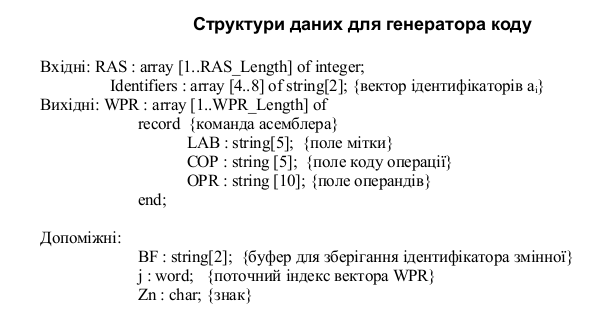 Структури даних для генератора коду
Вхідні: RAS : array [1..RAS_Length] of integer;
Identifiers : array [4..8] of string[2]; {вектор ідентифікаторів aᵢ}
Вихідні: WPR : array [1..WPR_Length] of
record {команда асемблера}
LAB : string[5]; {поле мітки}
COP : string [5]; {поле коду операції}
OPR : string [10]; {поле операндів}
end;
Допоміжні:
BF : string[2]; {буфер для зберігання ідентифікатора змінної}
j : word; {поточний індекс вектора WPR}
Zn : char; {знак}